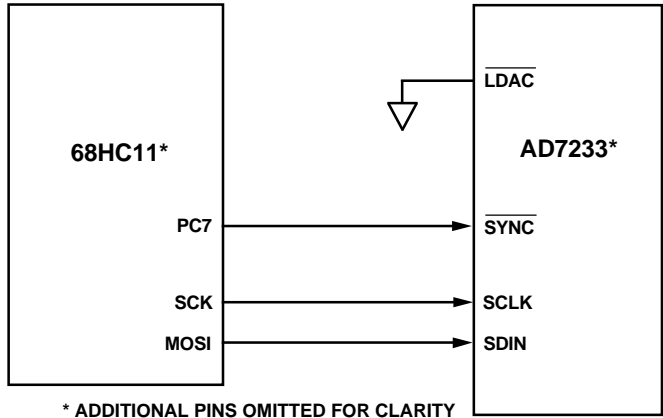 LDAC
68HC11*
AD7233*
PC7
SYNC
SCK
SCLK
MOSI
SDIN
* ADDITIONAL PINS OMITTED FOR CLARITY